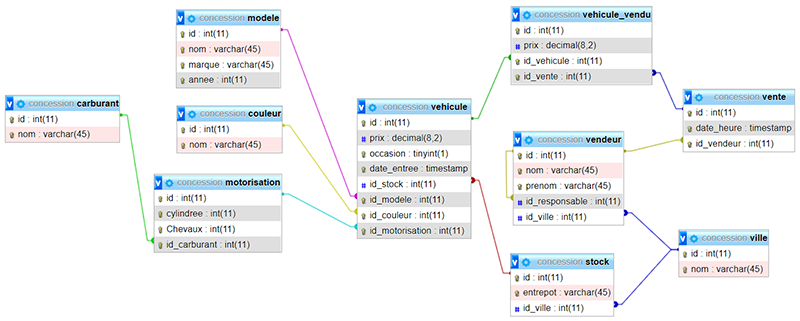 concession modele
id : int(11)
nom : varchar(45)
marque : varchar(45)
annee : int(11)
concession vehicule_vendu
id : int(11)
prix : decimal(8,2)
id_vehicule : int(11)
id_vente : int(11)
concession carburant
id : int(11)
nom : varchar(45)
concession couleur
id : int(11)
nom : varchar(45)
concession vehicule
id : int(11)
prix : decimal(8,2)
occasion : tinyint(1)
date_entree : timestamp
id_stock : int(11)
id_modele : int(11)
id_couleur : int(11)
id_motorisation : int(11)
concession vente
id : int(11)
date_heure : timestamp
id_vendeur : int(11)
concession vendeur
id : int(11)
nom : varchar(45)
prenom : varchar(45)
id_responsable : int(11)
id_ville : int(11)
concession motorisation
id : int(11)
cylindree : int(11)
Chevaux : int(11)
id_carburant : int(11)
concession stock
id : int(11)
entrepot : varchar(45)
id_ville : int(11)
concession ville
id : int(11)
nom : varchar(45)